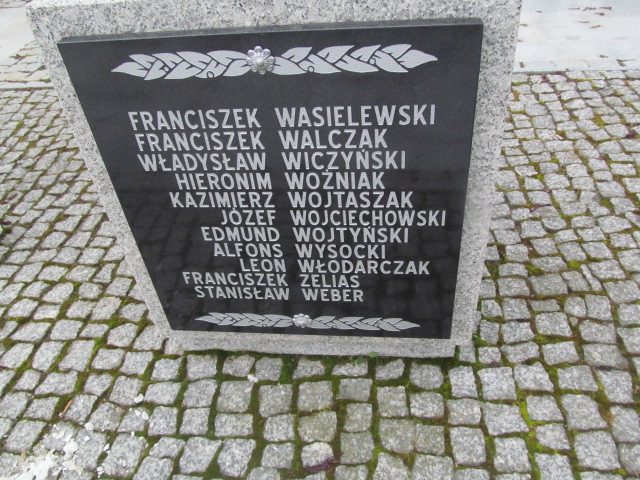 FRANCISZEK WASIELEWSKI
FRANCISZEK WALCZAK
WŁADYSŁAW WICZYŃSKI
HIERONIM WOŹNIAK
KAZIMIERZ WOJTASZAK
JÓZEF WOJCIECHOWSKI
EDMUND WOJTYŃSKI
ALFONS WYSOCKI
LEON WŁODARCZAK
FRANCISZEK ZELIAS
STANISŁAW WEBER